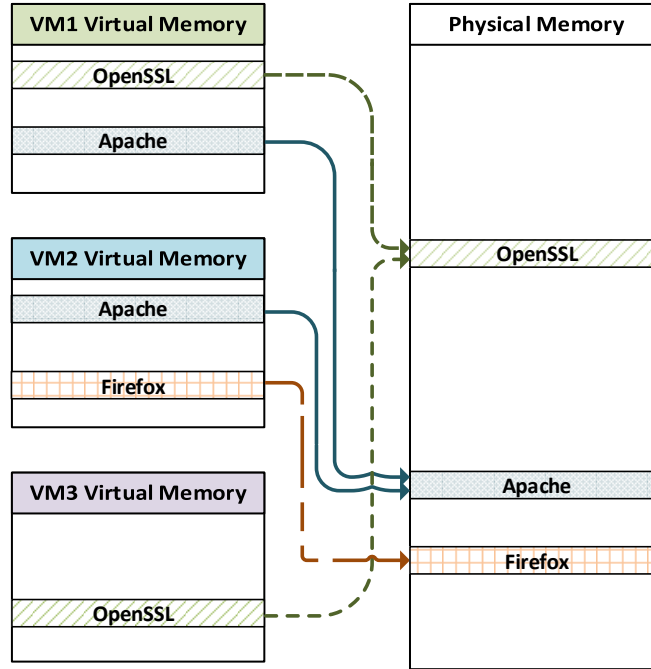 VM1 Virtual Memory
OpenSSL
Apache
VM2 Virtual Memory
Apache
Firefox
VM3 Virtual Memory
OpenSSL
Physical Memory
OpenSSL
Apache
Firefox